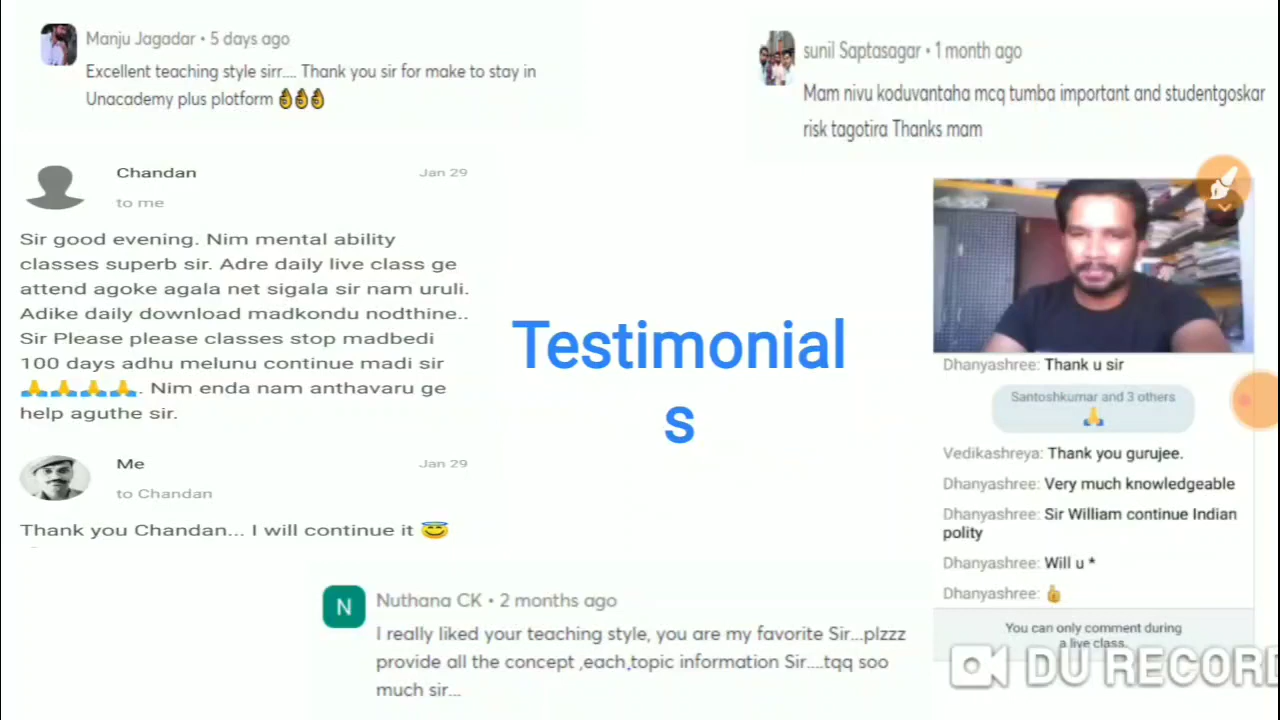 Manju Jagadar • 5 days ago
Excellent teaching style sirr.... Thank you sir for make to stay in
Unacademy plus plotform 👌👌👌
sunil Saptasagar • 1 month ago
Mam nivu koduvantaha mcq tumba important and studentgoskar
risk tagotira Thanks mam
Chandan
Jan 29
to me
Sir good evening. Nim mental ability
classes superb sir. Adre daily live class ge
attend agoke agala net sigala sir nam uruli.
Adike daily download madkondu nodthine..
Sir Please please classes stop madbedi
100 days adhu melunu continue madi sir
🙏🙏🙏🙏. Nim enda nam anthavaru ge
help aguthe sir.
Me
Jan 29
to Chandan
Thank you Chandan... I will continue it 😇
Testimonial
s
Dhanyashree: Thank u sir
Santoshkumar and 3 others
🙏
Vedikashreya: Thank you gurujee.
Dhanyashree: Very much knowledgeable
Dhanyashree: Sir William continue Indian
polity
Dhanyashree: Will u *
Dhanyashree: 👍
You can only comment during
a live class.
DU RECORD
N
Nuthana CK • 2 months ago
I really liked your teaching style, you are my favorite Sir...plzzz
provide all the concept ,each,topic information Sir....tqq soo
much sir...